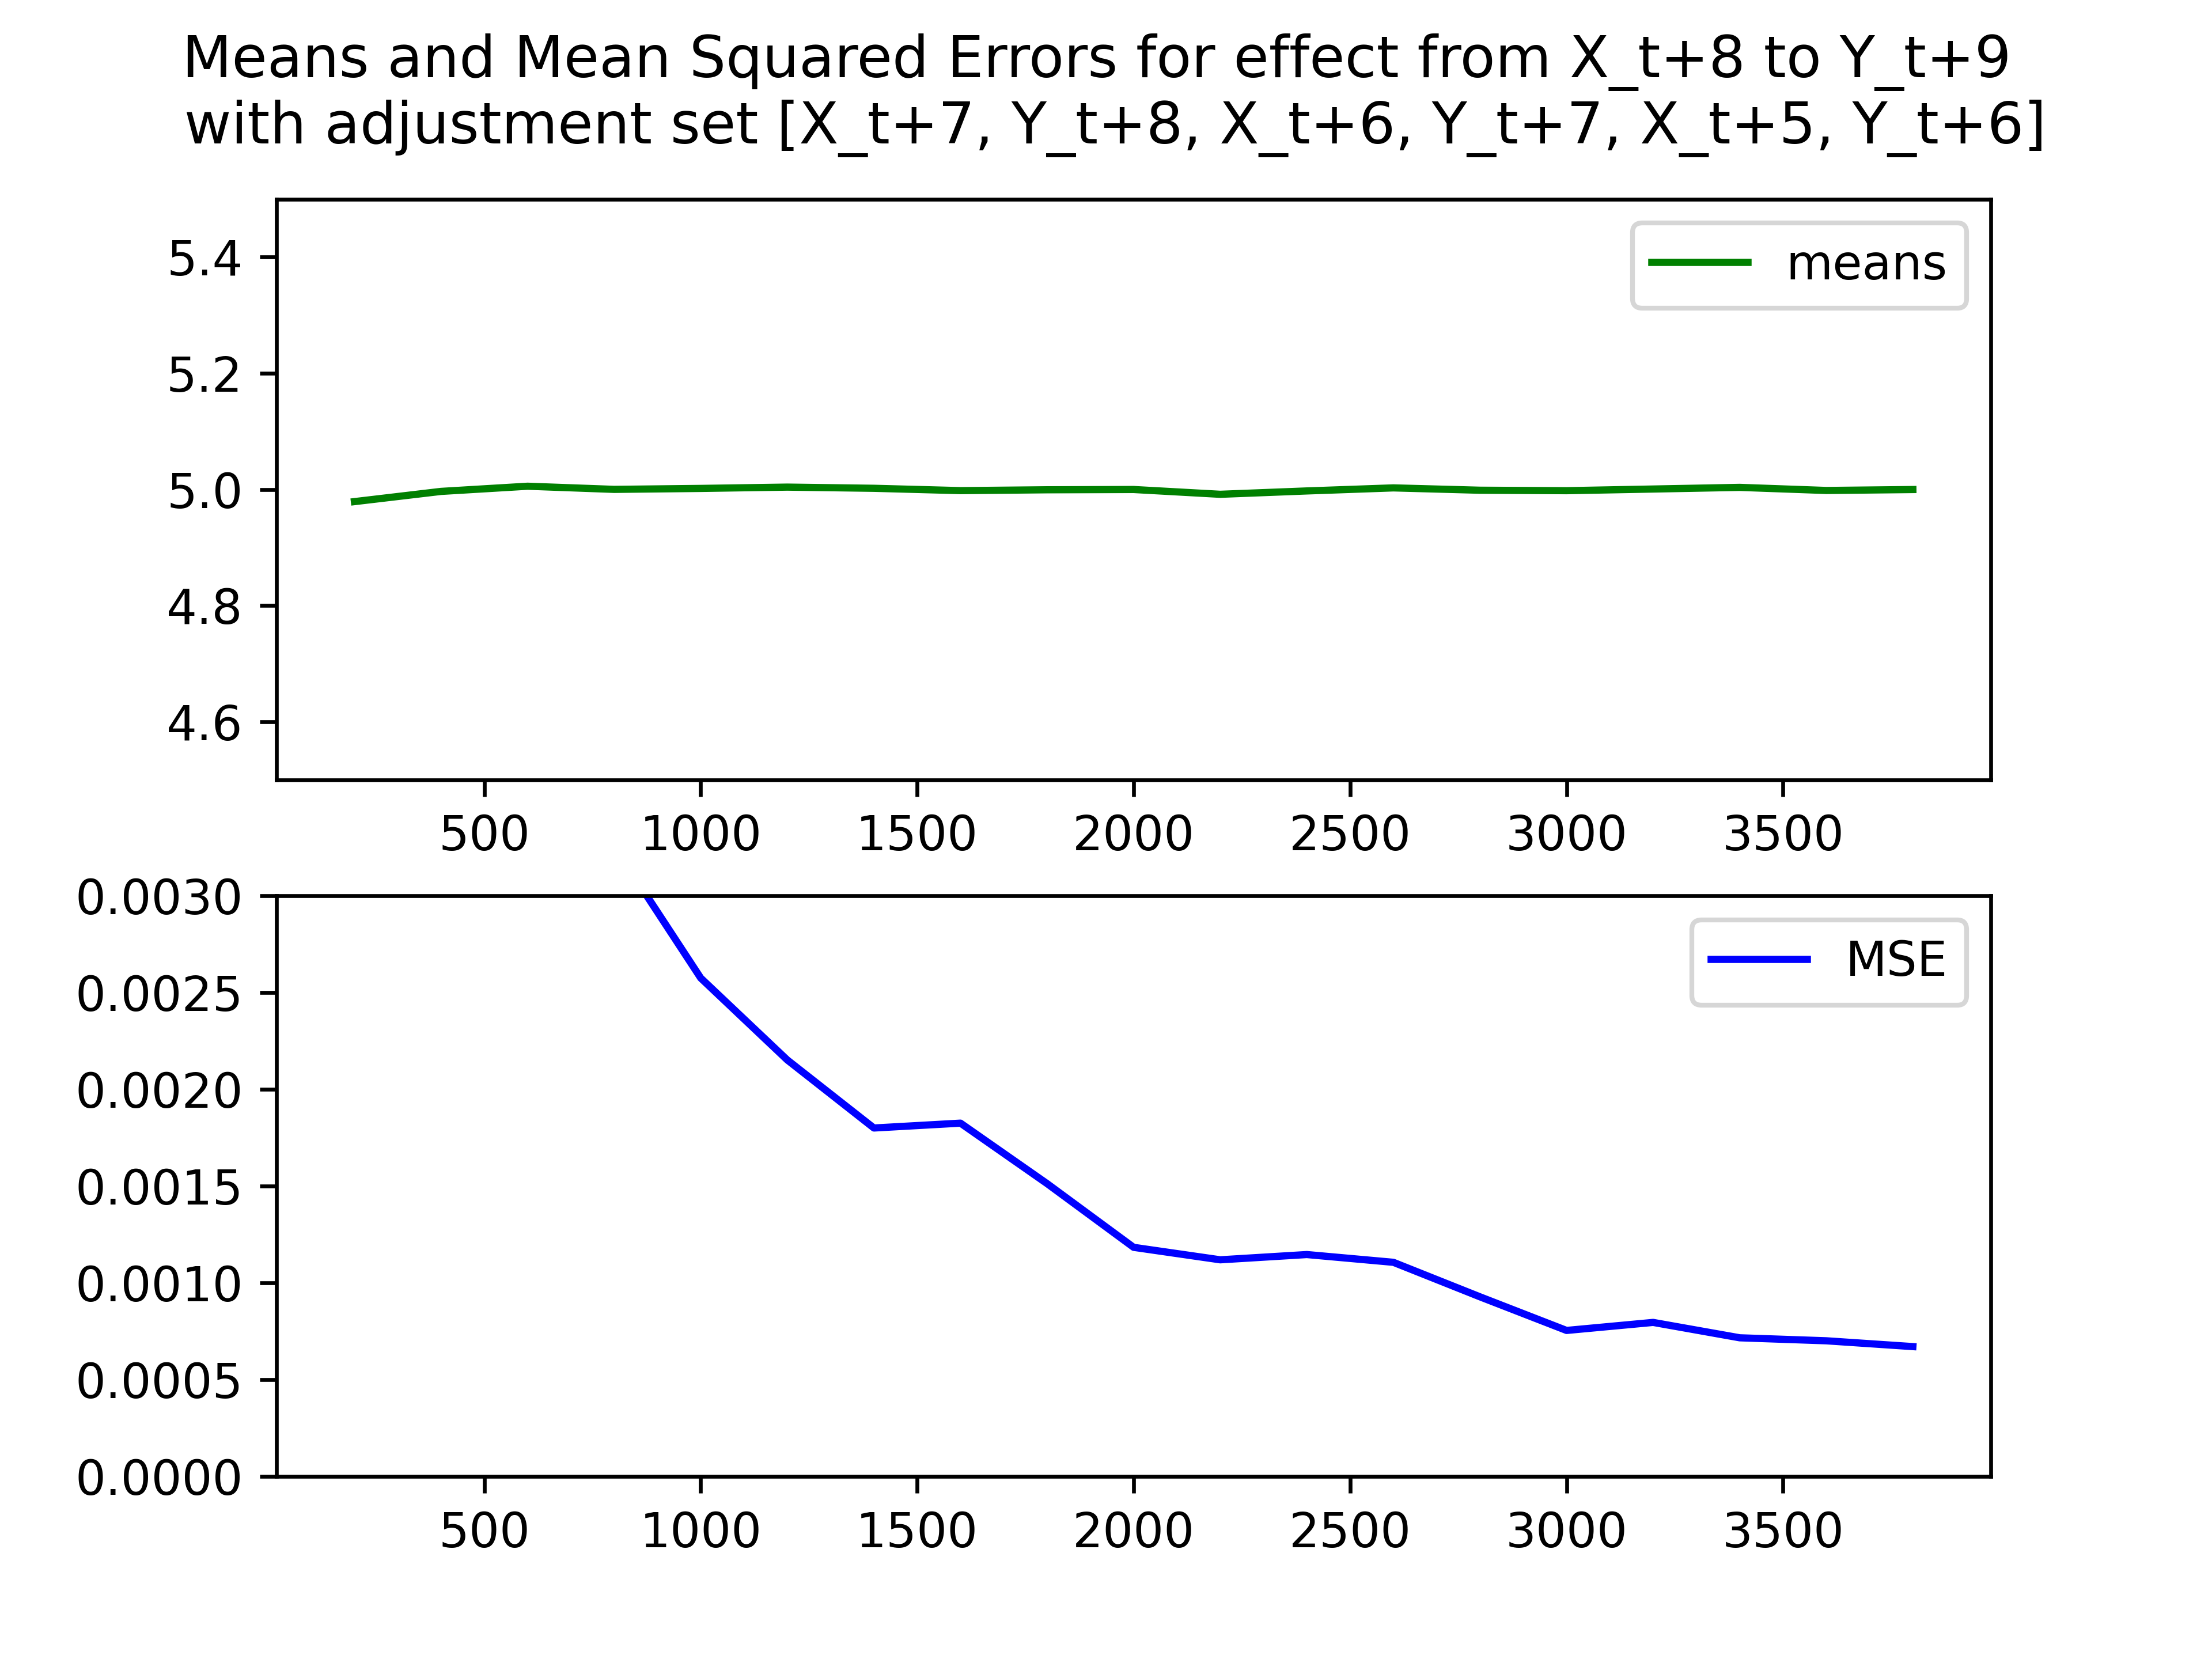 Means and Mean Squared Errors for effect from X_t+8 to Y_t+9
with adjustment set [X_t+7, Y_t+8, X_t+6, Y_t+7, X_t+5, Y_t+6]
means
5.4
5.2
5.0
4.8
4.6
500 1000 1500 2000 2500 3000 3500
MSE
0.0030
0.0025
0.0020
0.0015
0.0010
0.0005
0.0000
500 1000 1500 2000 2500 3000 3500